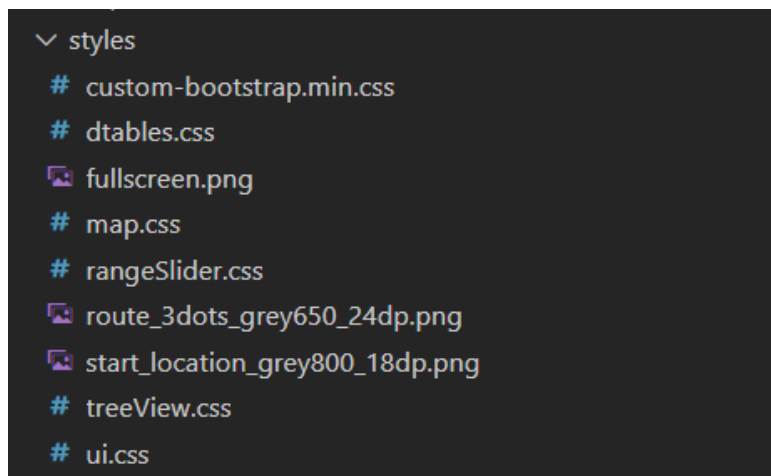 styles
custom-bootstrap.min.css
dtables.css
fullscreen.png
map.css
rangeSlider.css
route_3dots_grey650_24dp.png
start_location_grey800_18dp.png
treeView.css
ui.css